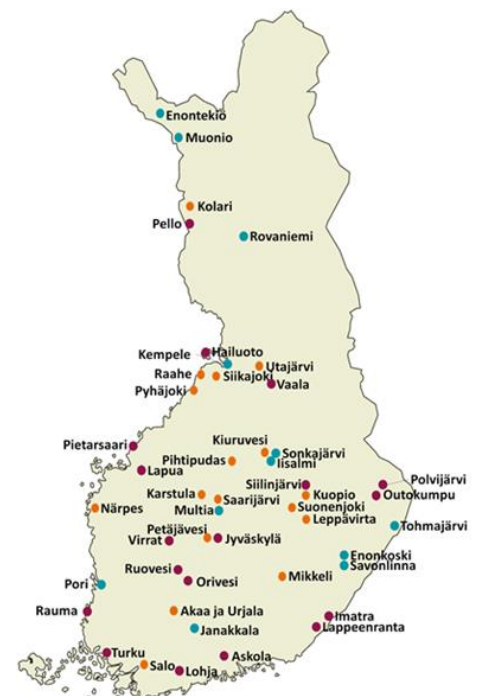 Enontekiö
Muonio
Kolari
Pello
Rovaniemi
Kempele
Hailuoto
Utajärvi
Raahe
Siikajoki
Vaala
Pyhäjoki
Pietarsaari
Kiuruvesi
Sonkajärvi
Pihtipudas
Iisalmi
Lapua
Siilinjärvi
Polvijärvi
Karstula
Kuopio
Outokumpu
Saarijärvi
Närpes
Multia
Suonenjoki
Leppävirta
Tohmajärvi
Petäjävesi
Virrat
Jyväskylä
Enonkoski
Savonlinna
Ruovesi
Orivesi
Mikkeli
Pori
Rauma
Akaa ja Urjala
Imatra
Janakkala
Lappeenranta
Turku
Askola
Salo
Lohja